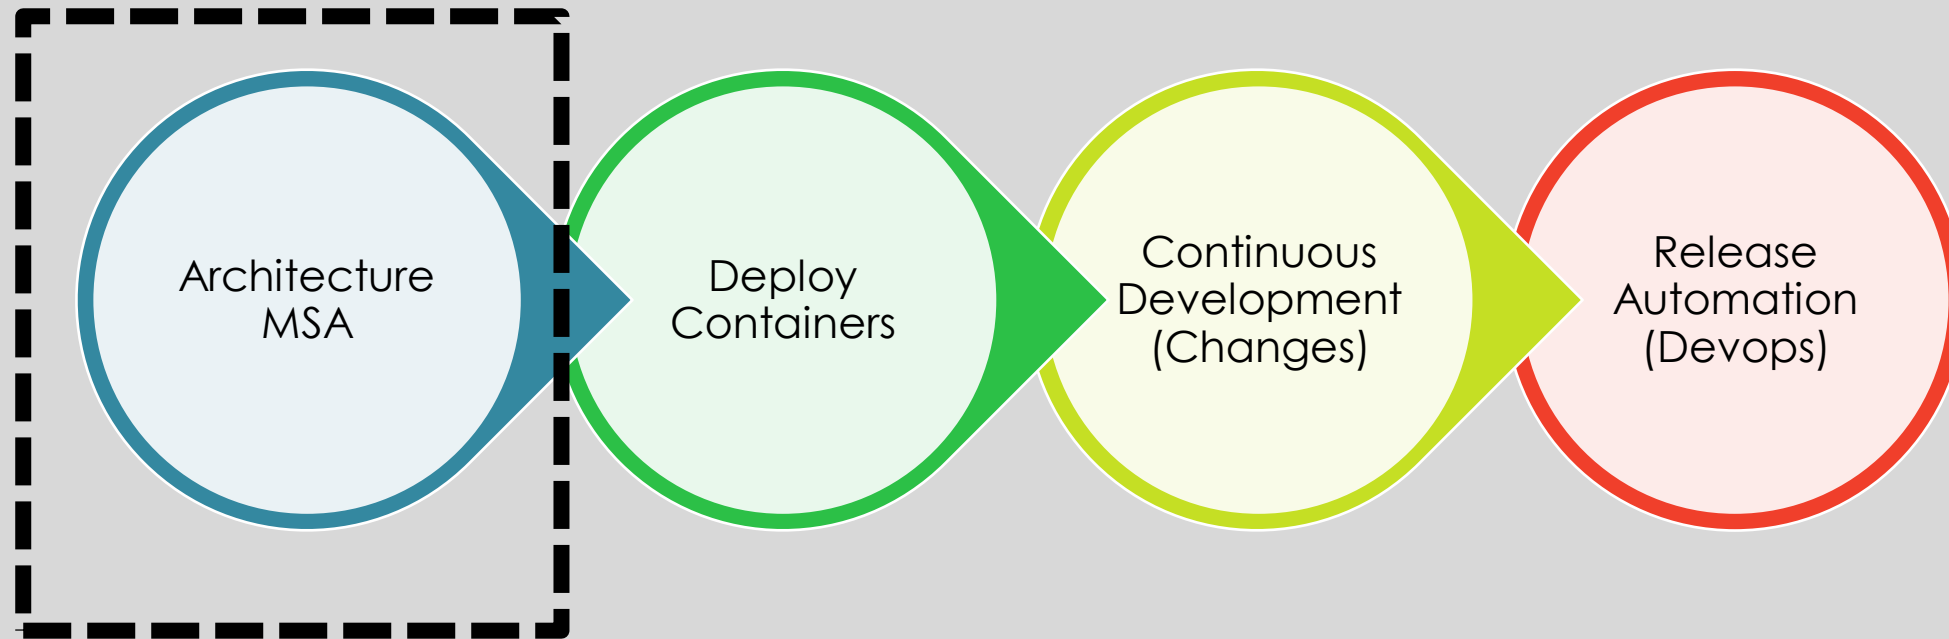 Architecture
MSA
Deploy
Containers
Continuous
Development
(Changes)
Release
Automation
(Devops)